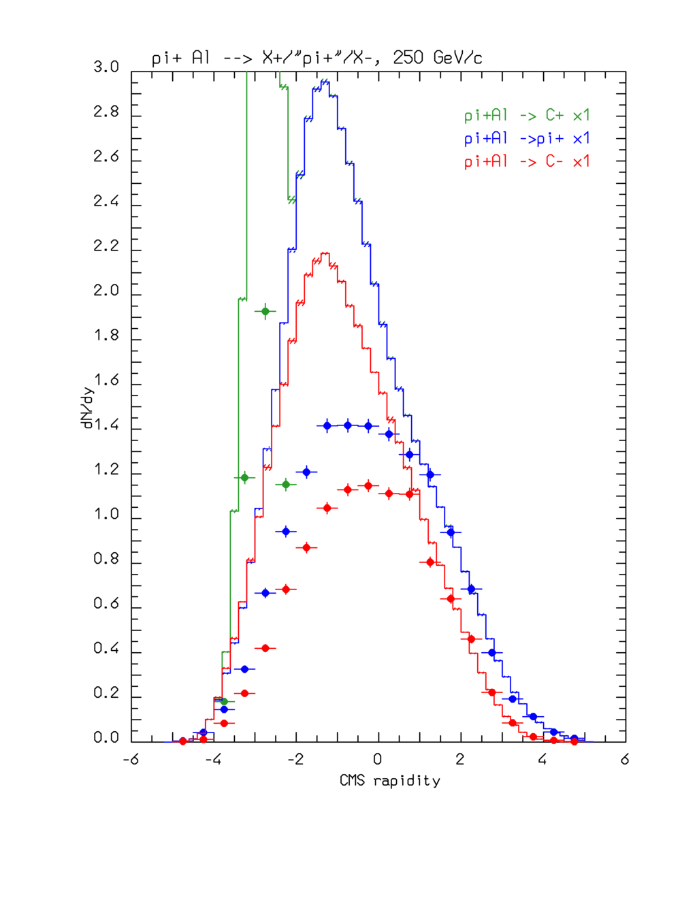 pi+ Al --> X+/"pi+"/X-, 250 GeV/c
3.0
pi+Al -> C+ x1
2.8
pi+Al ->pi+ x1
2.6
pi+Al -> C- x1
2.4
2.2
2.0
1.8
1.6
dN/dy
1.4
1.2
1.0
0.8
0.6
0.4
0.2
0.0
-6 -4 -2 0 2 4 6
CMS rapidity